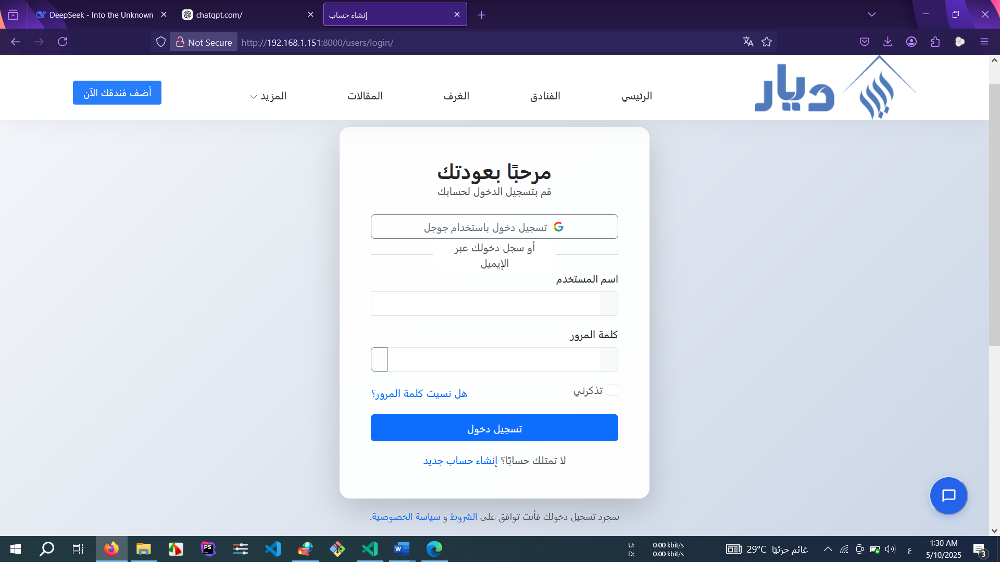 DeepSeek - Into the Unknown
chatgpt.com/
إنشاء حساب
Not Secure
http://192.168.1.151:8000/users/login/
ديار
الرئيسي
الفنادق
الغرف
المقالات
المزيد
أضف فندقك الآن
مرحبًا بعودتك
قم بتسجيل الدخول لحسابك
تسجيل دخول باستخدام جوجل
أو سجل دخولك عبر
الإيميل
اسم المستخدم
كلمة المرور
تذكرني
هل نسيت كلمة المرور؟
تسجيل دخول
لا تمتلك حسابًا؟ إنشاء حساب جديد
بمجرد تسجيل دخولك فأنت توافق على الشروط و سياسة الخصوصية.
PS
W
U: 0.00 kbit/s
D: 0.00 kbit/s
29°C غائم جزئيًا
ع
1:30 AM
5/10/2025
3